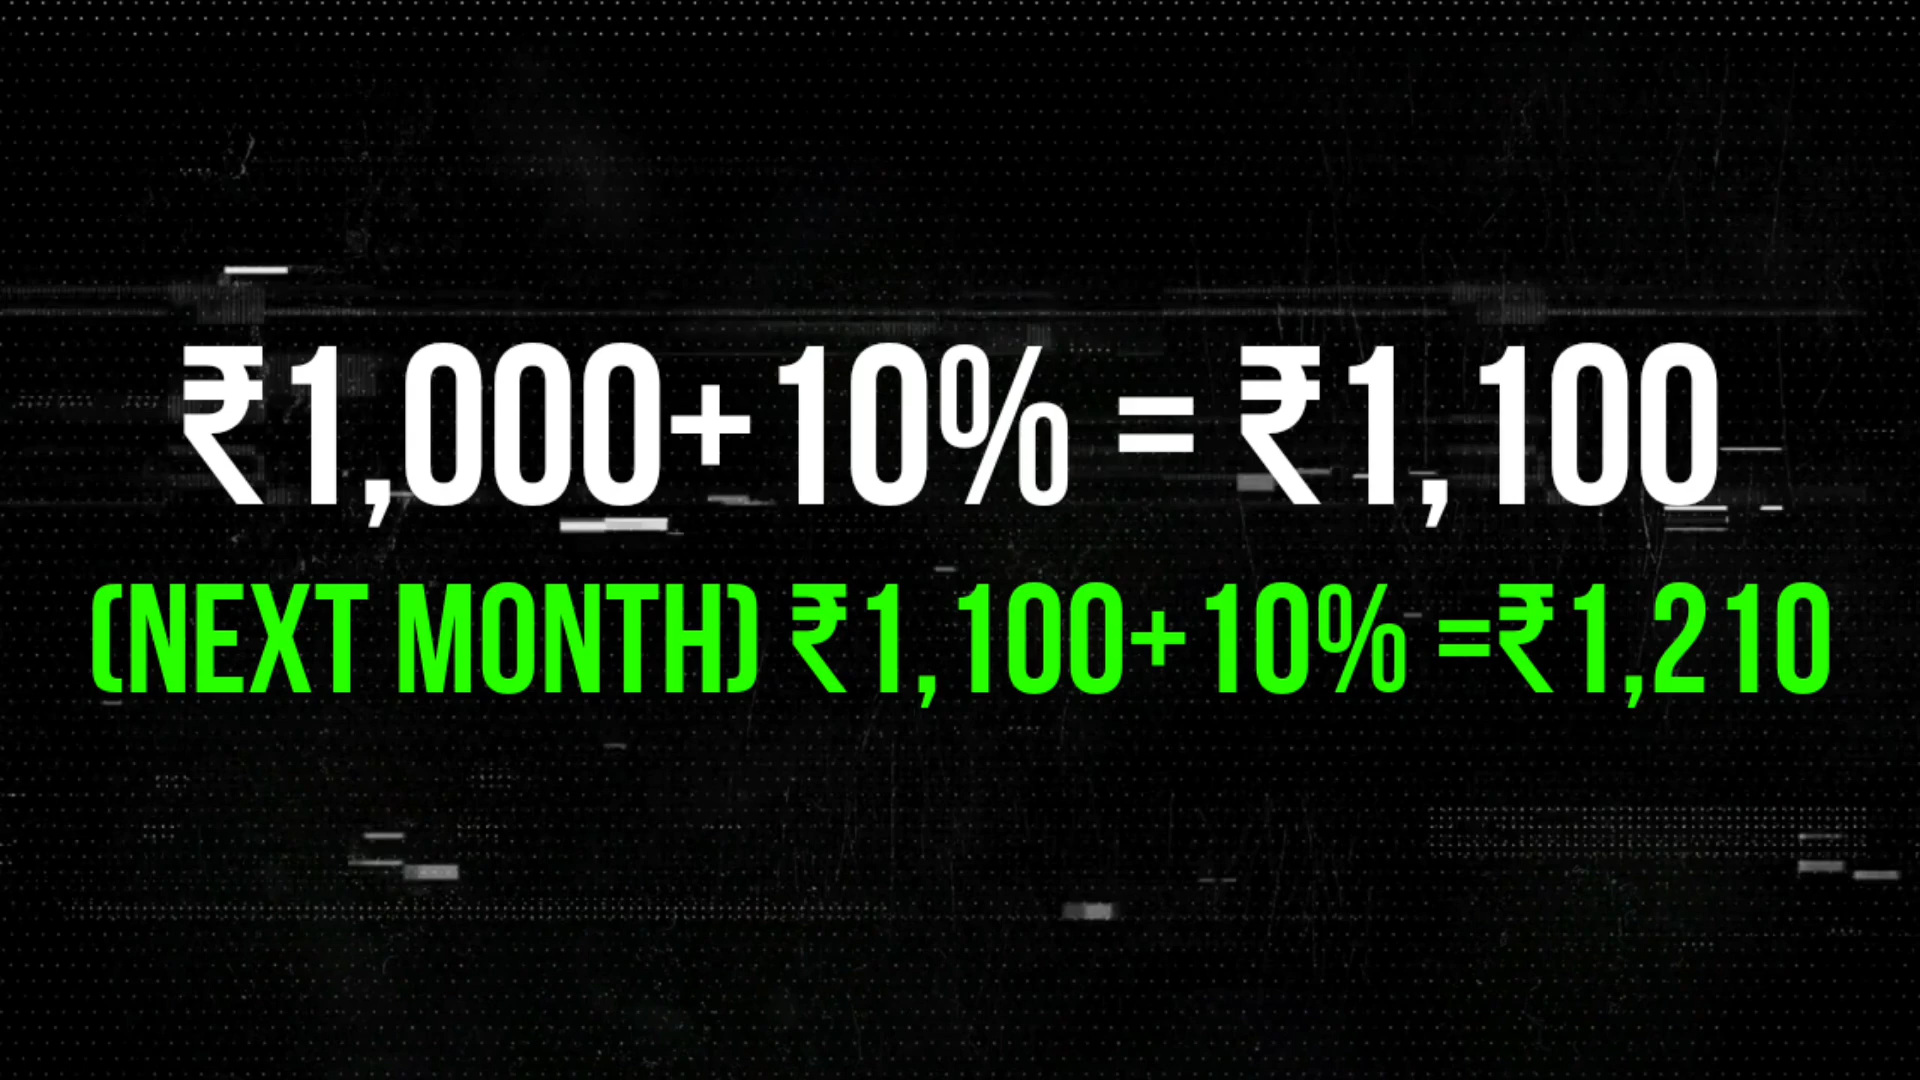 ₹1,000+10% = ₹1,100
(NEXT MONTH) ₹1,100+10% =₹1,210